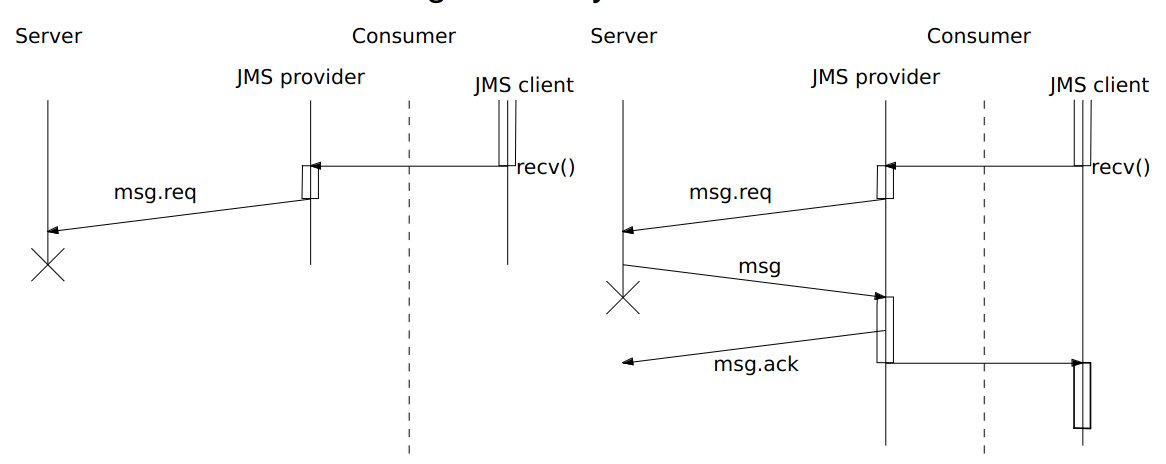 Server
Consumer
JMS provider
JMS client
recv()
msg.req
Server
Consumer
JMS provider
JMS client
recv()
msg.req
msg
msg.ack